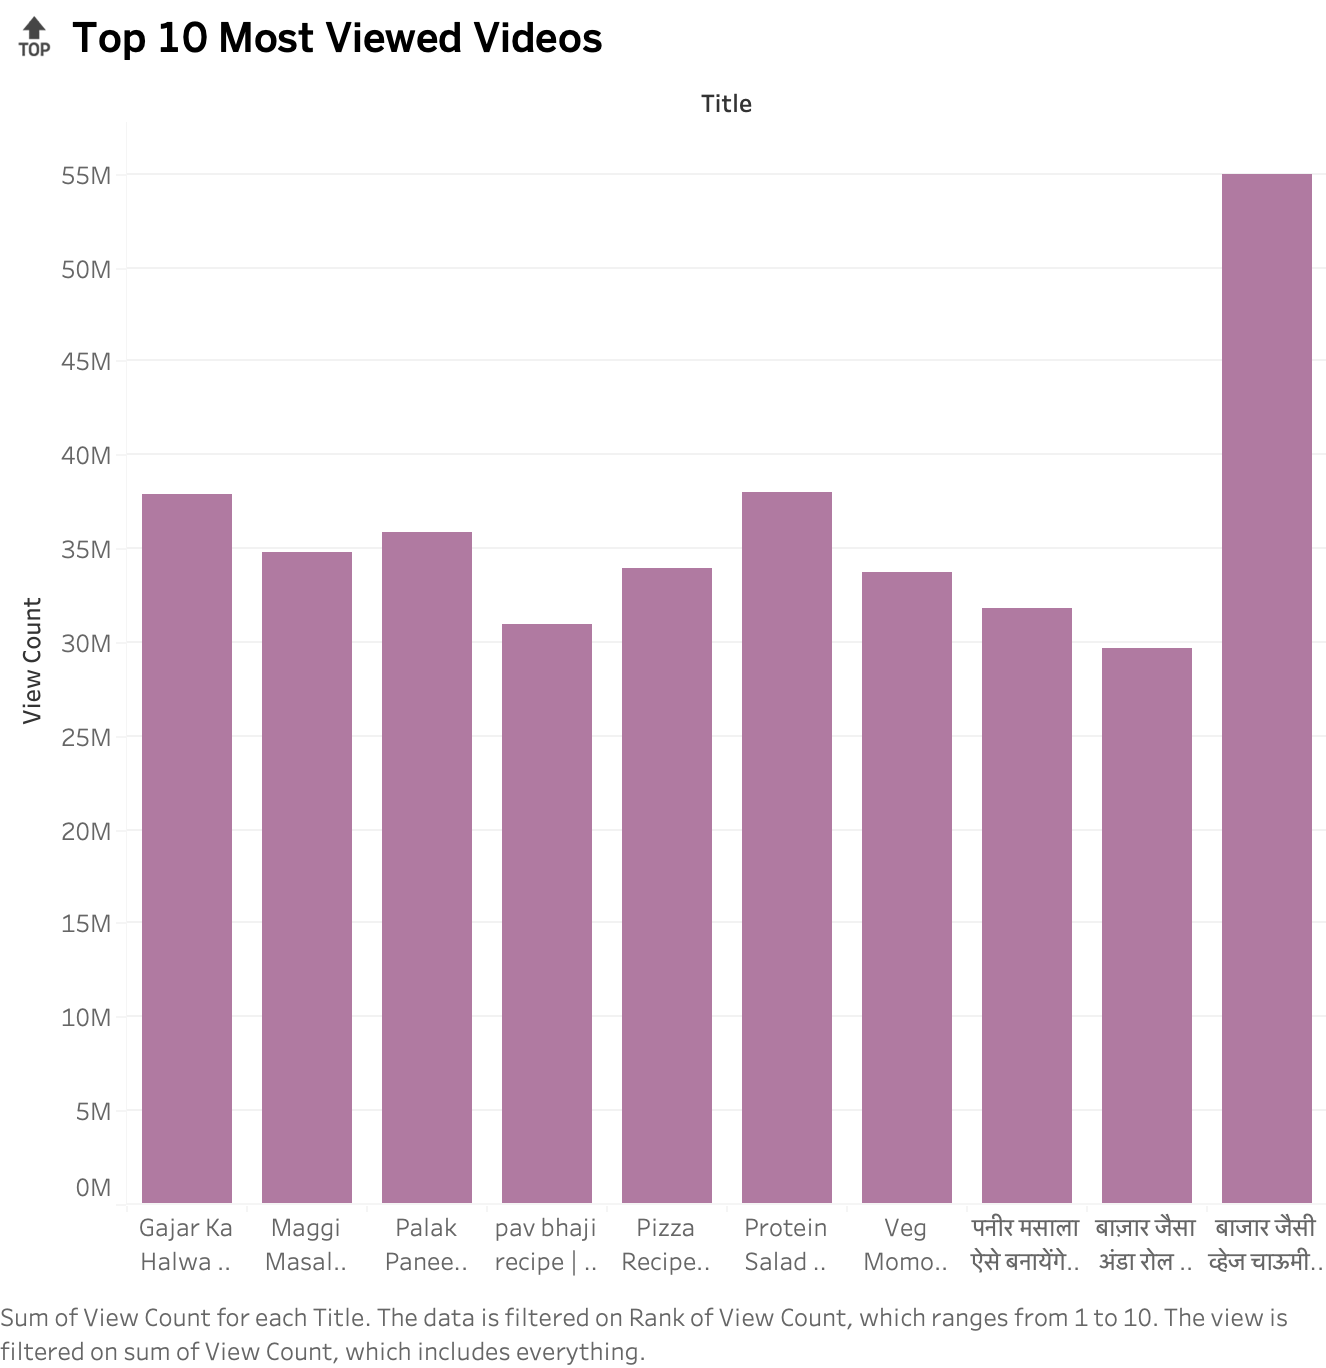 TOP
Top 10 Most Viewed Videos
Title
55M
50M
45M
40M
35M
30M
25M
20M
15M
10M
5M
0M
View Count
Gajar Ka
Halwa ..
Maggi
Masal..
Palak
Panee..
pav bhaji
recipe | ..
Pizza
Recipe..
Protein
Salad ..
Veg
Momo..
पनीर मसाला
ऐसे बनायेंगे..
बाज़ार जैसा
अंडा रोल ..
बाजार जैसी
व्हेज चाऊमी..
Sum of View Count for each Title. The data is filtered on Rank of View Count, which ranges from 1 to 10. The view is
filtered on sum of View Count, which includes everything.